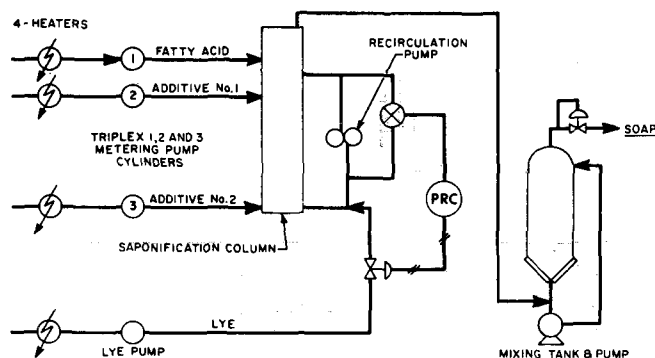 4-HEATERS
1
FATTY ACID
2
ADDITIVE No.1
TRIPLEX 1,2 AND 3
METERING PUMP
CYLINDERS
3
ADDITIVE No.2
SAPONIFICATION COLUMN
LYE
LYE PUMP
RECIRCULATION
PUMP
PRC
SOAP
MIXING TANK & PUMP